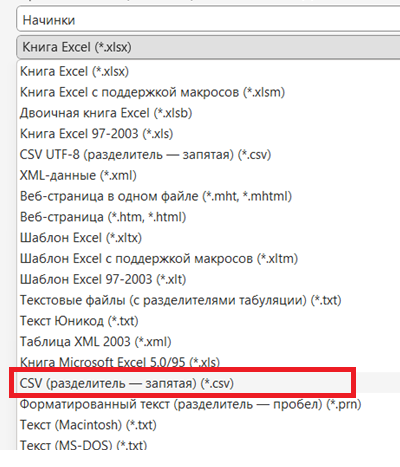 Начинки
Книга Excel (*.xlsx)
Книга Excel (*.xlsx)
Книга Excel с поддержкой макросов (*.xlsm)
Двоичная книга Excel (*.xlsb)
Книга Excel 97-2003 (*.xls)
CSV UTF-8 (разделитель — запятая) (*.csv)
XML-данные (*.xml)
Веб-страница в одном файле (*.mht, *.mhtml)
Веб-страница (*.htm, *.html)
Шаблон Excel (*.xltx)
Шаблон Excel с поддержкой макросов (*.xltm)
Шаблон Excel 97-2003 (*.xlt)
Текстовые файлы (с разделителями табуляции) (*.txt)
Текст Юникод (*.txt)
Таблица XML 2003 (*.xml)
Книга Microsoft Excel 5.0/95 (*.xls)
CSV (разделитель — запятая) (*.csv)
Форматированный текст (разделитель — пробел) (*.prn)
Текст (Macintosh) (*.txt)
Текст (MS-DOS) (*.txt)